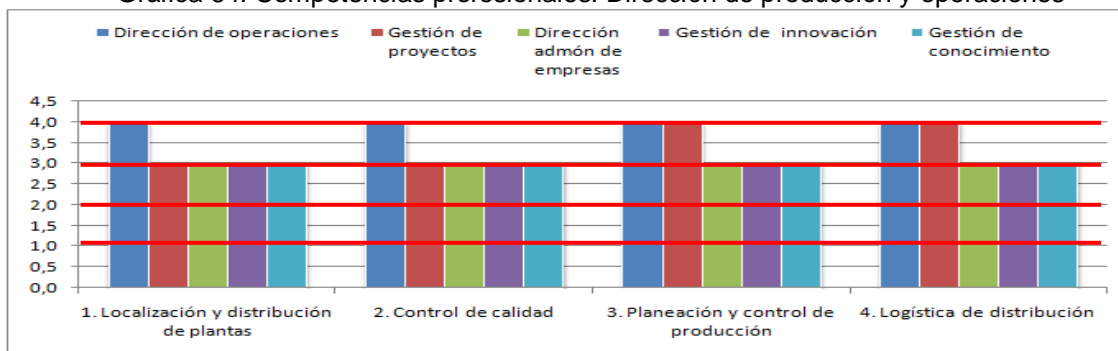 Dirección de operaciones Gestión de proyectos Dirección admón de empresas Gestión de innovación Gestión de conocimiento
4,5
4,0
3,5
3,0
2,5
2,0
1,5
1,0
0,5
0,0
1. Localización y distribución de plantas
2. Control de calidad
3. Planeación y control de producción
4. Logística de distribución